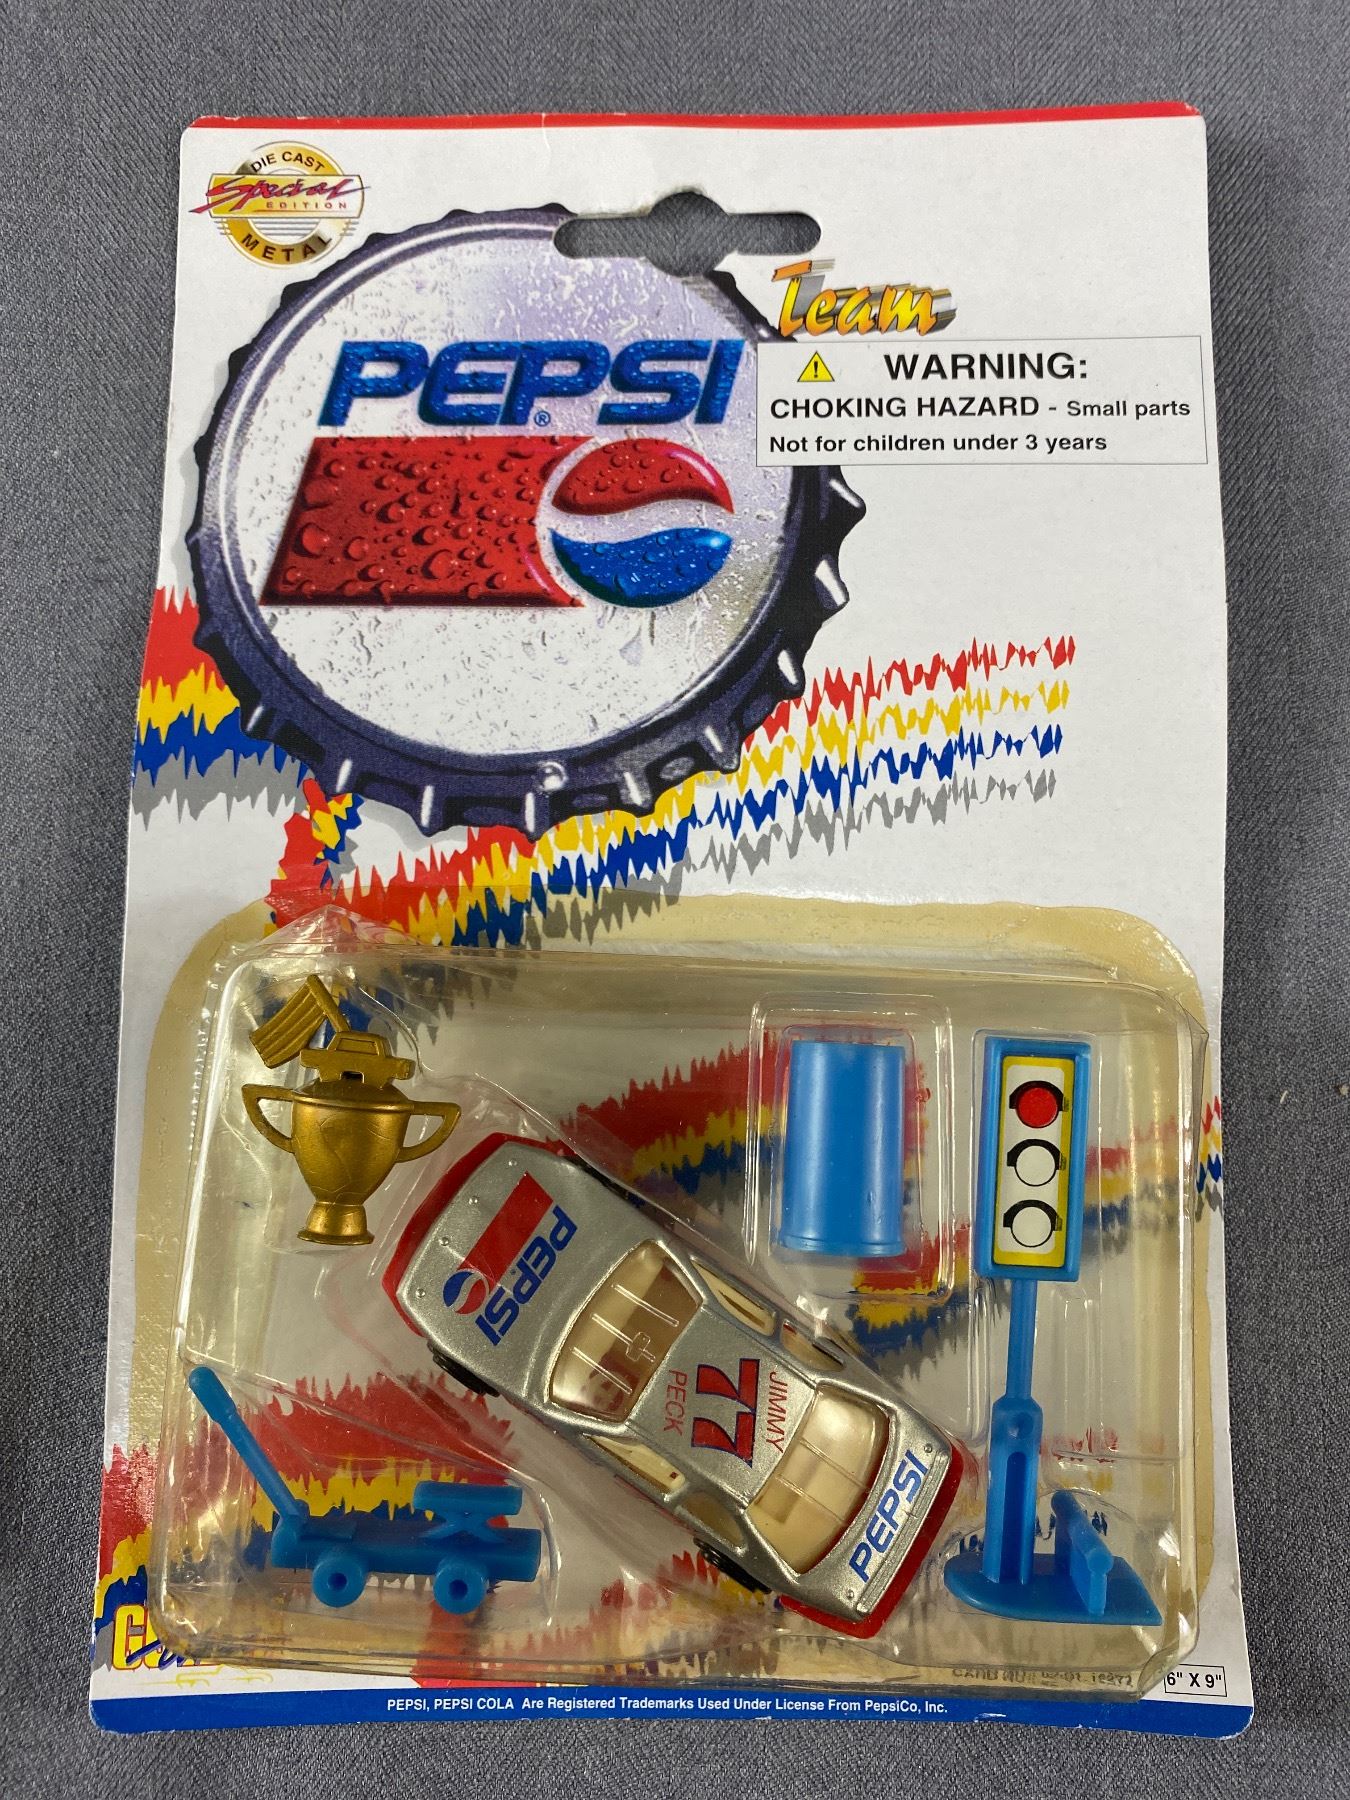 DIE CAST
Special
EDITION
METAL
Team
PEPSI
®
WARNING:
CHOKING HAZARD - Small parts
Not for children under 3 years
PEPSI
JIMMY
77
PECK
PEPSI
6" X 9"
PEPSI, PEPSI COLA Are Registered Trademarks Used Under License From PepsiCo, Inc.